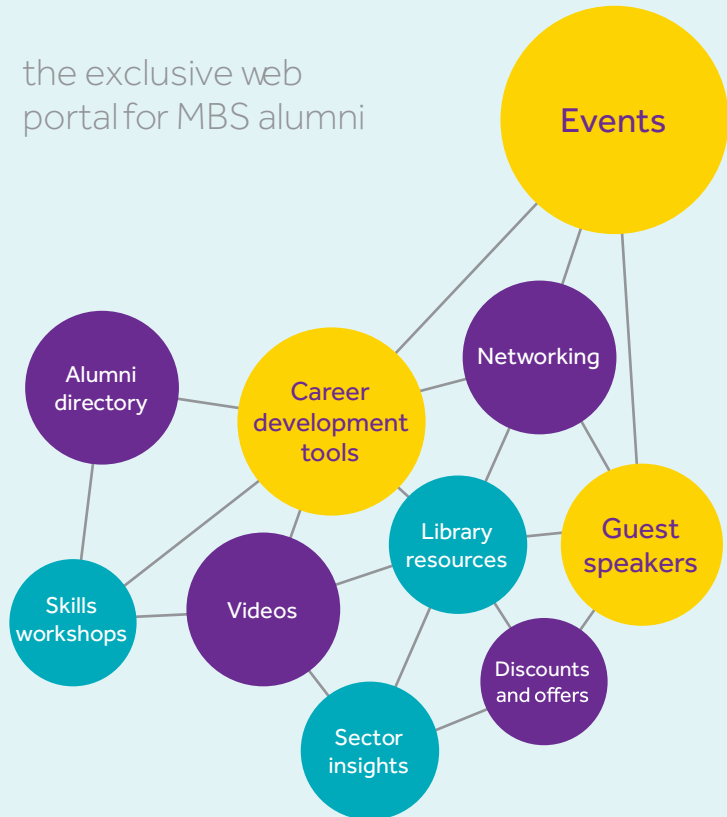 the exclusive web
portal for MBS alumni
Events
Networking
Alumni
directory
Career
development
tools
Library
resources
Guest
speakers
Skills
workshops
Videos
Discounts
and offers
Sector
insights